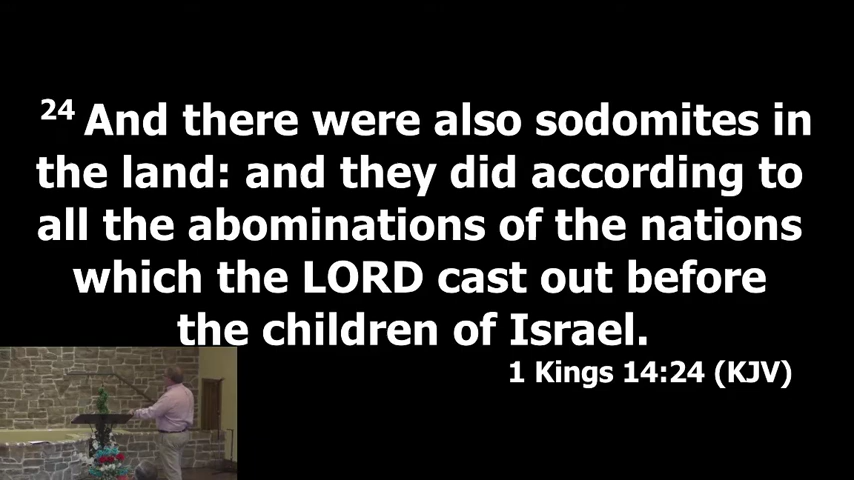 24 And there were also sodomites in
the land: and they did according to
all the abominations of the nations
which the LORD cast out before
the children of Israel.
1 Kings 14:24 (KJV)